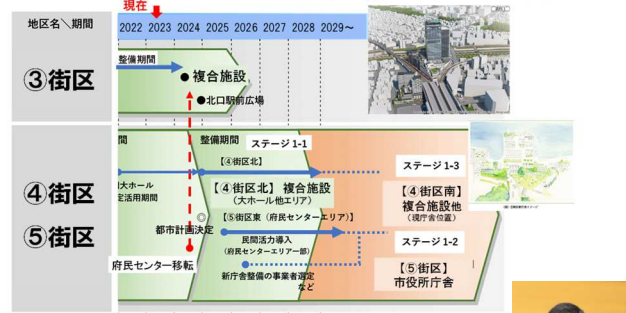 現在
地区名＼期間
2022 2023 2024 2025 2026 2027 2028 2029～
整備期間
③街区
●複合施設
●北口駅前広場
④街区
⑤街区
間
大ホール
定活用期間
整備期間
ステージ 1-1
【④街区北】
【④街区北】 複合施設
（大ホール他エリア）
ステージ 1-3
【④街区南】
複合施設他
（現庁舎位置）
◎
都市計画決定
【⑤街区東（府民センターエリア）】
民間活力導入
（府民センターエリア一部）
ステージ 1-2
府民センター移転
新庁舎整備の事業者選定
など
【⑤街区】
市役所庁舎